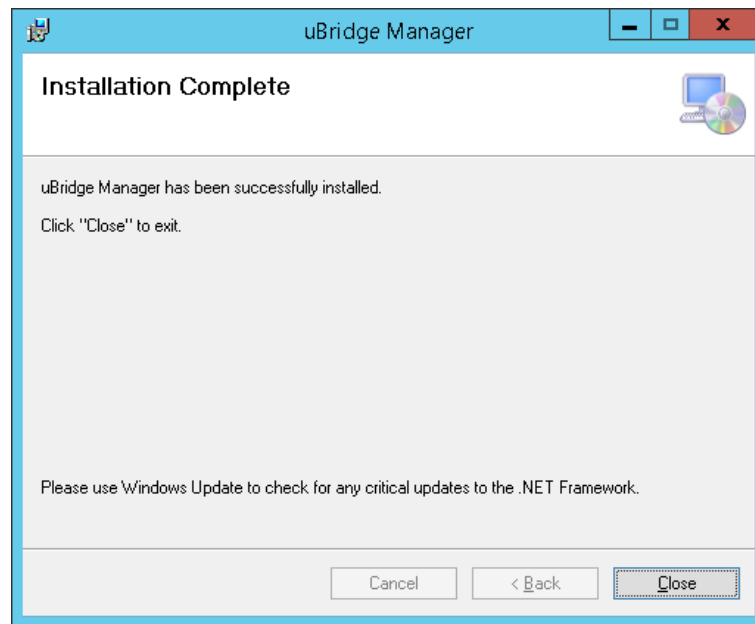 uBridge Manager
Installation Complete
uBridge Manager has been successfully installed.
Click "Close" to exit.
Please use Windows Update to check for any critical updates to the .NET Framework.
Cancel
< Back
Close